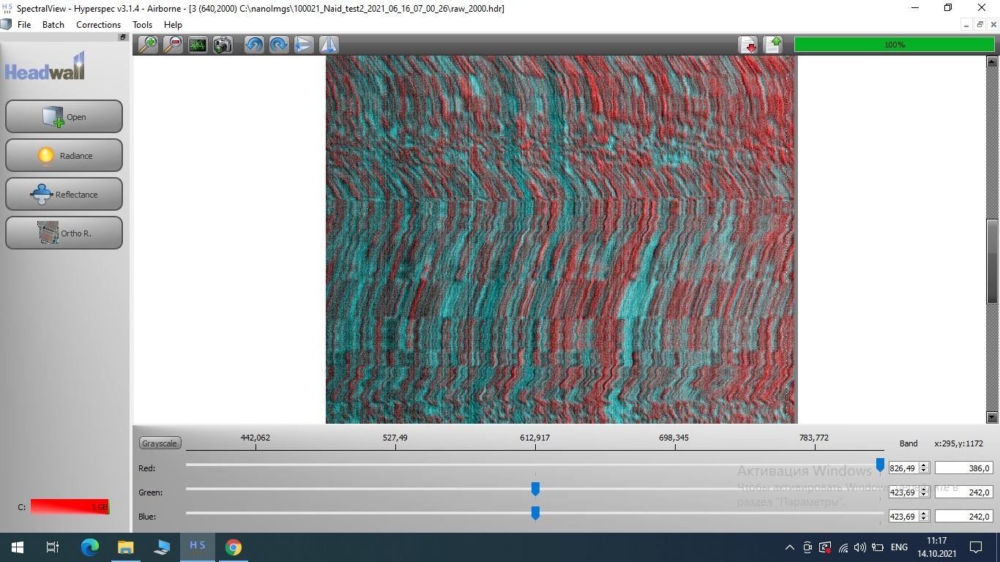 SpectralView - Hyperspec v3.1.4 - Airborne - [3 (640,2000) C:\nanoImgs\100021_Naid_test2_2021_06_16_07_00_26\raw_2000.hdr]
File Batch Corrections Tools Help
100%
Headwall
Open
Radiance
Reflectance
Ortho R.
Grayscale
442,062 527,49 612,917 698,345 783,772
Band x:295,y:1172
Red: 826,49 386,0
Green: 423,69 242,0
Blue: 423,69 242,0
Активация Windows
Чтобы активировать Windows, перейдите в
раздел "Параметры".
C: 1 GB
HS
ENG
11:17
14.10.2021